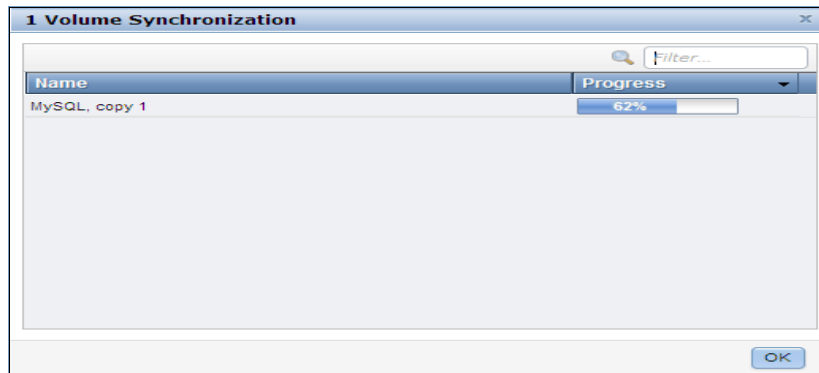 1 Volume Synchronization
Filter...
Name Progress
MySQL, copy 1 62%
OK